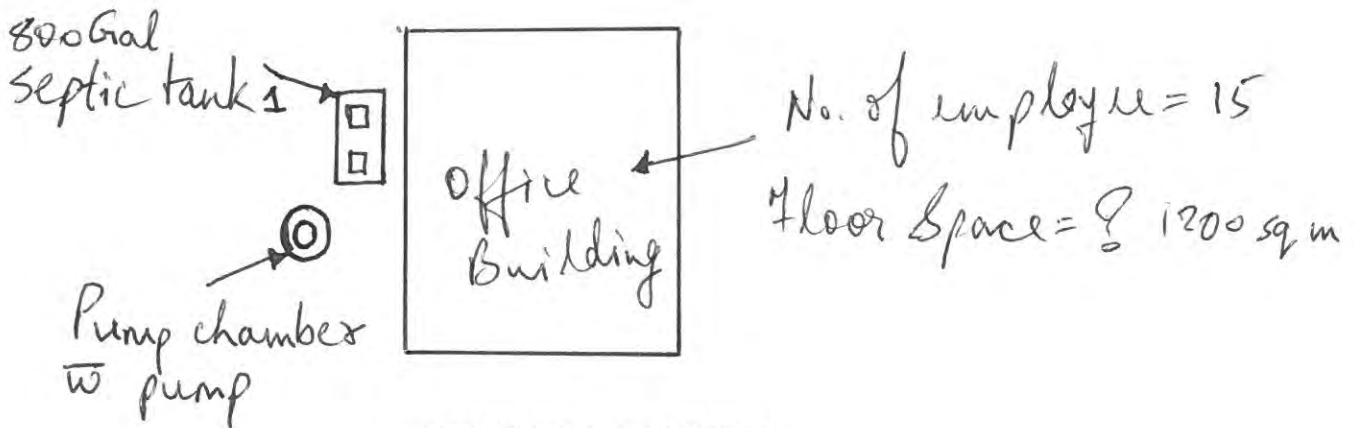 800 Gal
Septic tank 1
Office
Building
No. of employee = 15
Floor Space = ? 1200 sq m
Pump chamber
w̅ pump